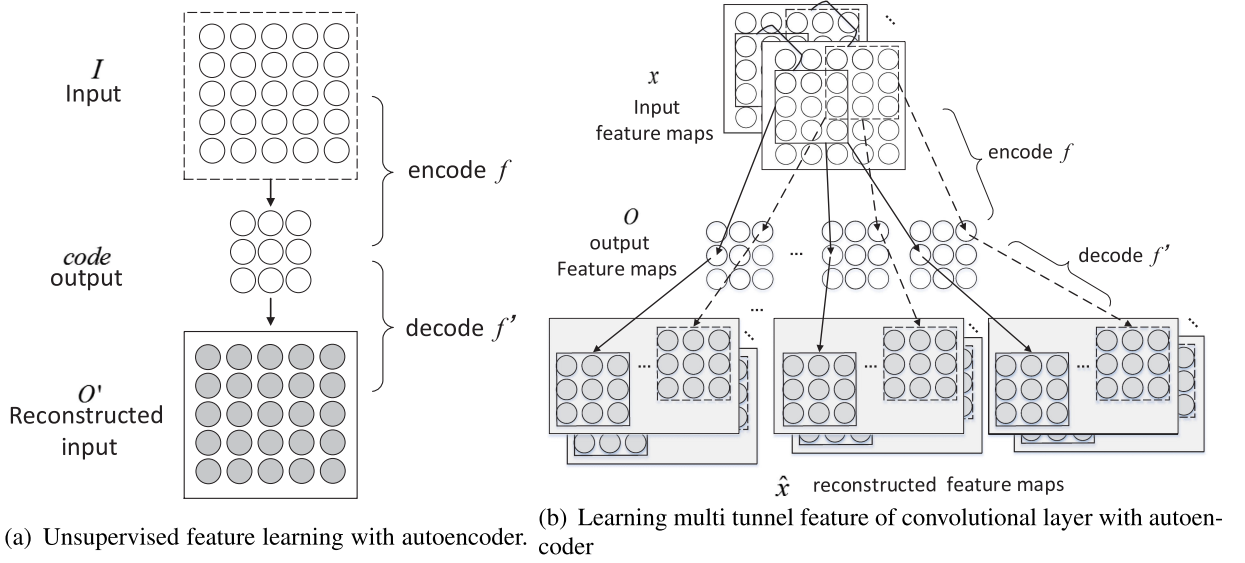 I
Input
encode f
code
output
decode f'
O'
Reconstructed
input
(a) Unsupervised feature learning with autoencoder.
x
Input
feature maps
encode f
O
output
Feature maps
...
decode f'
...
... ... ...
x̂ reconstructed feature maps
(b) Learning multi tunnel feature of convolutional layer with autoen-
coder